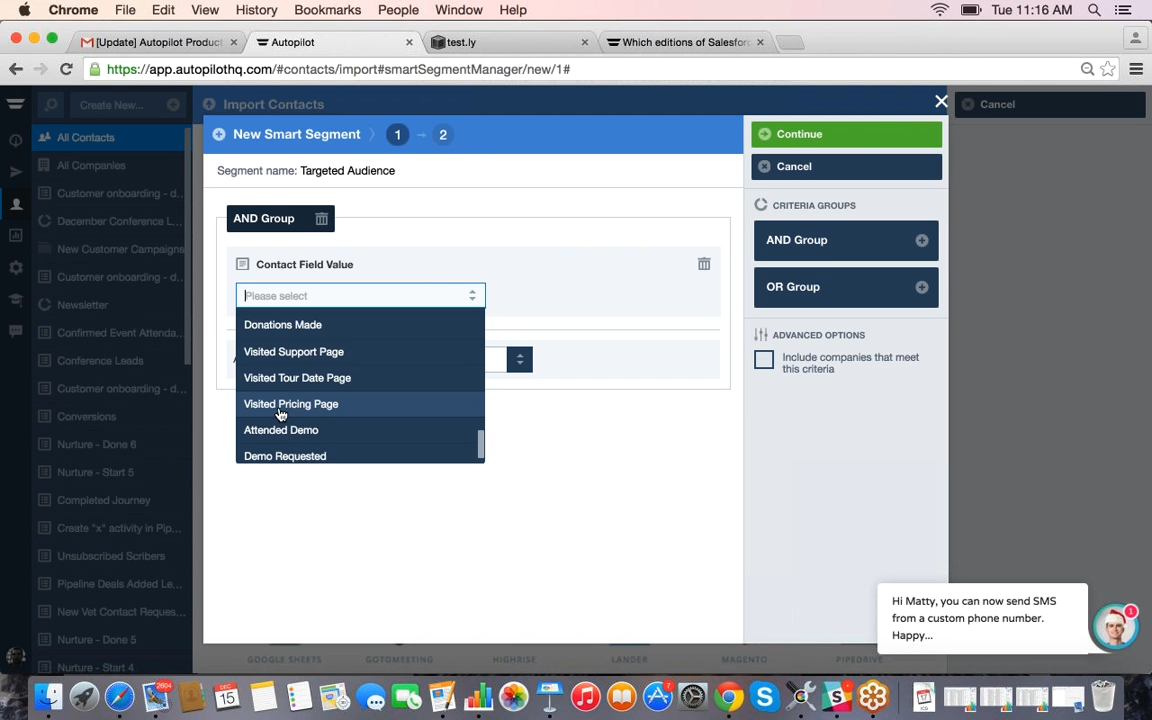 Chrome File Edit View History Bookmarks People Window Help Tue 11:16 AM
[Update] Autopilot Product Autopilot test.ly Which editions of Salesforc
https://app.autopilothq.com/#contacts/import#smartSegmentManager/new/1#
Create New... Import Contacts Cancel
All Contacts
All Companies
Customer onboarding - d...
December Conference L...
New Customer Campaigns
Customer onboarding - d...
Newsletter
Confirmed Event Attenda...
Conference Leads
Customer onboarding - d...
Conversions
Nurture - Done 6
Nurture - Start 5
Completed Journey
Create "x" activity in Pip...
Unsubscribed Scribers
Pipeline Deals Added Le...
New Vet Contact Reques...
Nurture - Done 5
Nurture - Start 4
New Smart Segment 1 → 2
Segment name: Targeted Audience
AND Group
Contact Field Value
Please select
Donations Made
Visited Support Page
Visited Tour Date Page
Visited Pricing Page
Attended Demo
Demo Requested
Continue
Cancel
CRITERIA GROUPS
AND Group
OR Group
ADVANCED OPTIONS
Include companies that meet
this criteria
Hi Matty, you can now send SMS
from a custom phone number.
Happy...
1
GOOGLE SHEETS GOTOMEETING HIGHRISE LANDER MAGENTO PIPEDRIVE
2604 DEC 15 7